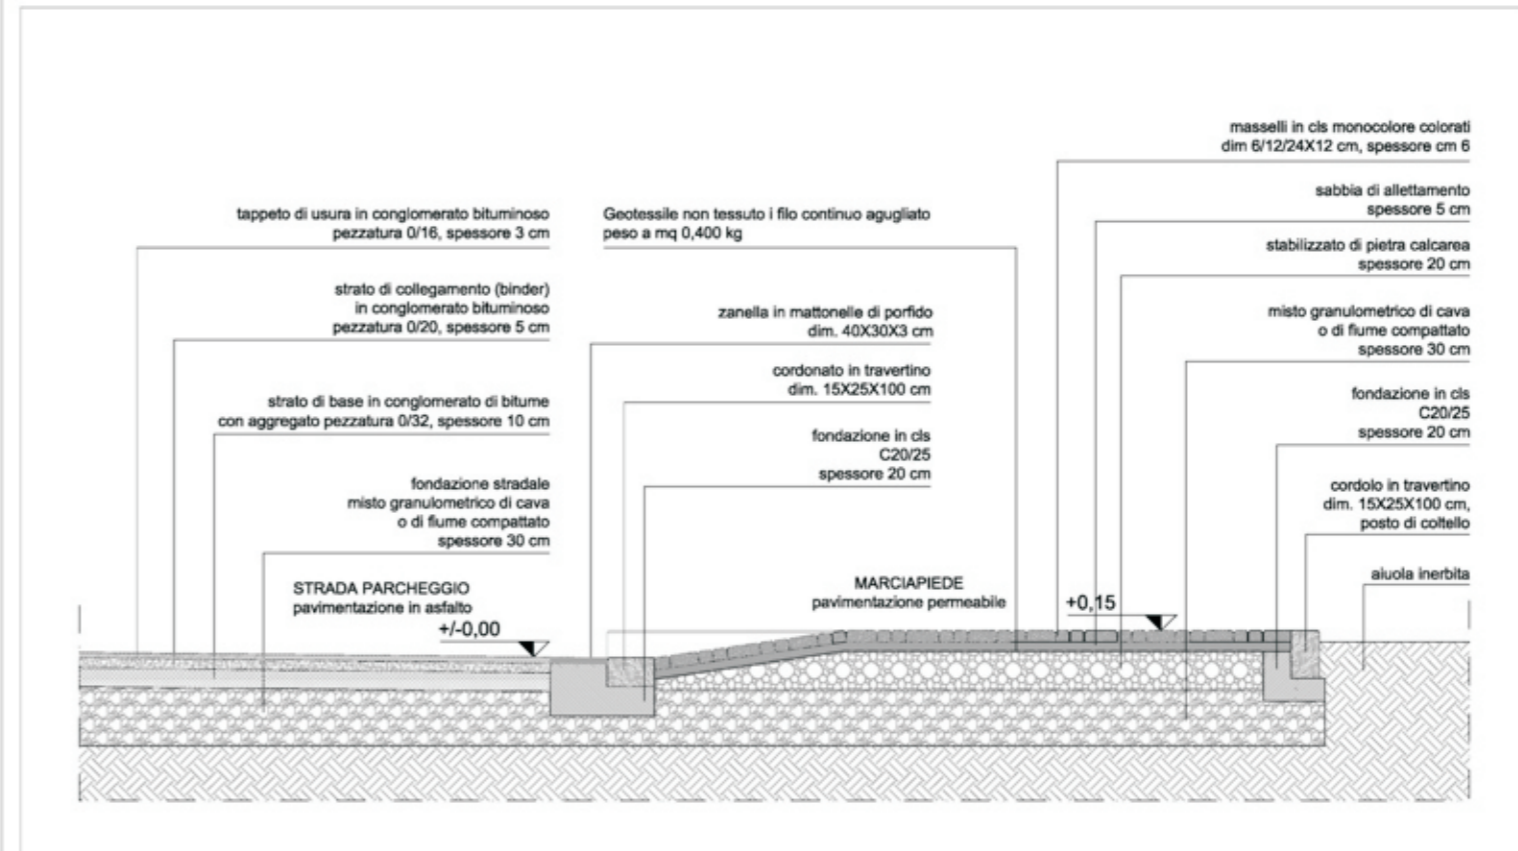 tappeto di usura in conglomerato bituminoso
pezzatura 0/16, spessore 3 cm
strato di collegamento (binder)
in conglomerato bituminoso
pezzatura 0/20, spessore 5 cm
strato di base in conglomerato di bitume
con aggregato pezzatura 0/32, spessore 10 cm
fondazione stradale
misto granulometrico di cava
o di fiume compattato
spessore 30 cm
STRADA PARCHEGGIO
pavimentazione in asfalto
+/-0,00
Geotessile non tessuto i filo continuo agugliato
peso a mq 0,400 kg
zanella in mattonelle di porfido
dim. 40X30X3 cm
cordonato in travertino
dim. 15X25X100 cm
fondazione in cls
C20/25
spessore 20 cm
MARCIAPIEDE
pavimentazione permeabile
+0,15
masselli in cls monocolore colorati
dim 6/12/24X12 cm, spessore cm 6
sabbia di allettamento
spessore 5 cm
stabilizzato di pietra calcarea
spessore 20 cm
misto granulometrico di cava
o di fiume compattato
spessore 30 cm
fondazione in cls
C20/25
spessore 20 cm
cordolo in travertino
dim. 15X25X100 cm,
posto di coltello
aiuola inerbita